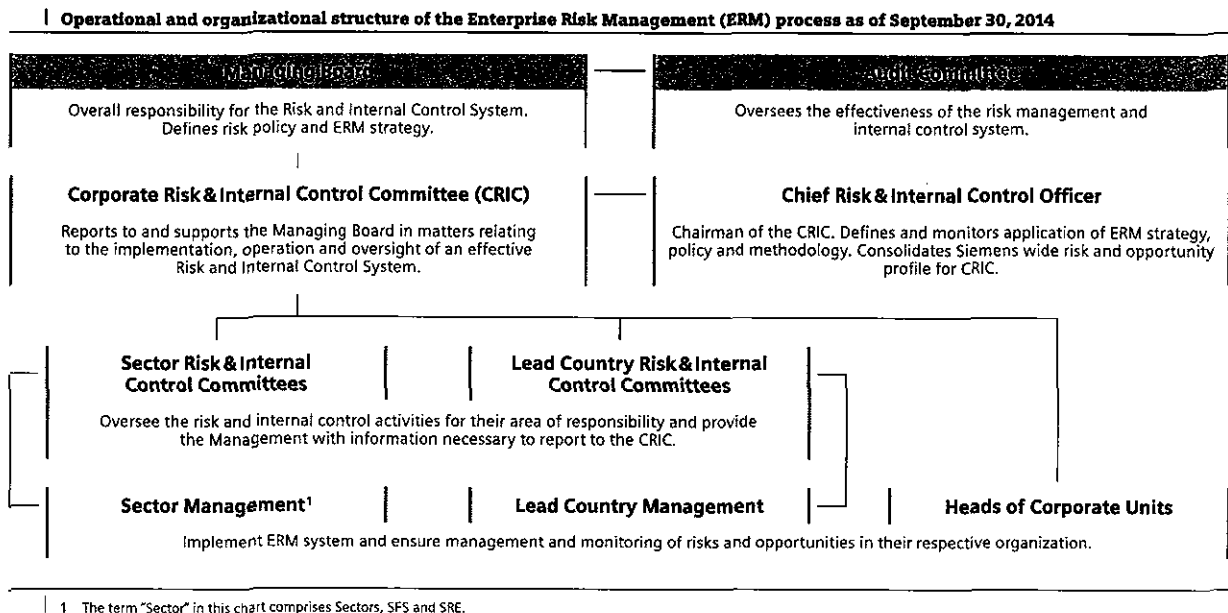 Operational and organizational structure of the Enterprise Risk Management (ERM) process as of September 30, 2014
Managing Board
Audit Committee
Overall responsibility for the Risk and Internal Control System.
Defines risk policy and ERM strategy.
Oversees the effectiveness of the risk management and
internal control system.
Corporate Risk & Internal Control Committee (CRIC)
Reports to and supports the Managing Board in matters relating
to the implementation, operation and oversight of an effective
Risk and Internal Control System.
Chief Risk & Internal Control Officer
Chairman of the CRIC. Defines and monitors application of ERM strategy,
policy and methodology. Consolidates Siemens wide risk and opportunity
profile for CRIC.
Sector Risk & Internal
Control Committees
Lead Country Risk & Internal
Control Committees
Oversee the risk and internal control activities for their area of responsibility and provide
the Management with information necessary to report to the CRIC.
Sector Management¹
Lead Country Management
Heads of Corporate Units
Implement ERM system and ensure management and monitoring of risks and opportunities in their respective organization.
1 The term "Sector" in this chart comprises Sectors, SFS and SRE.